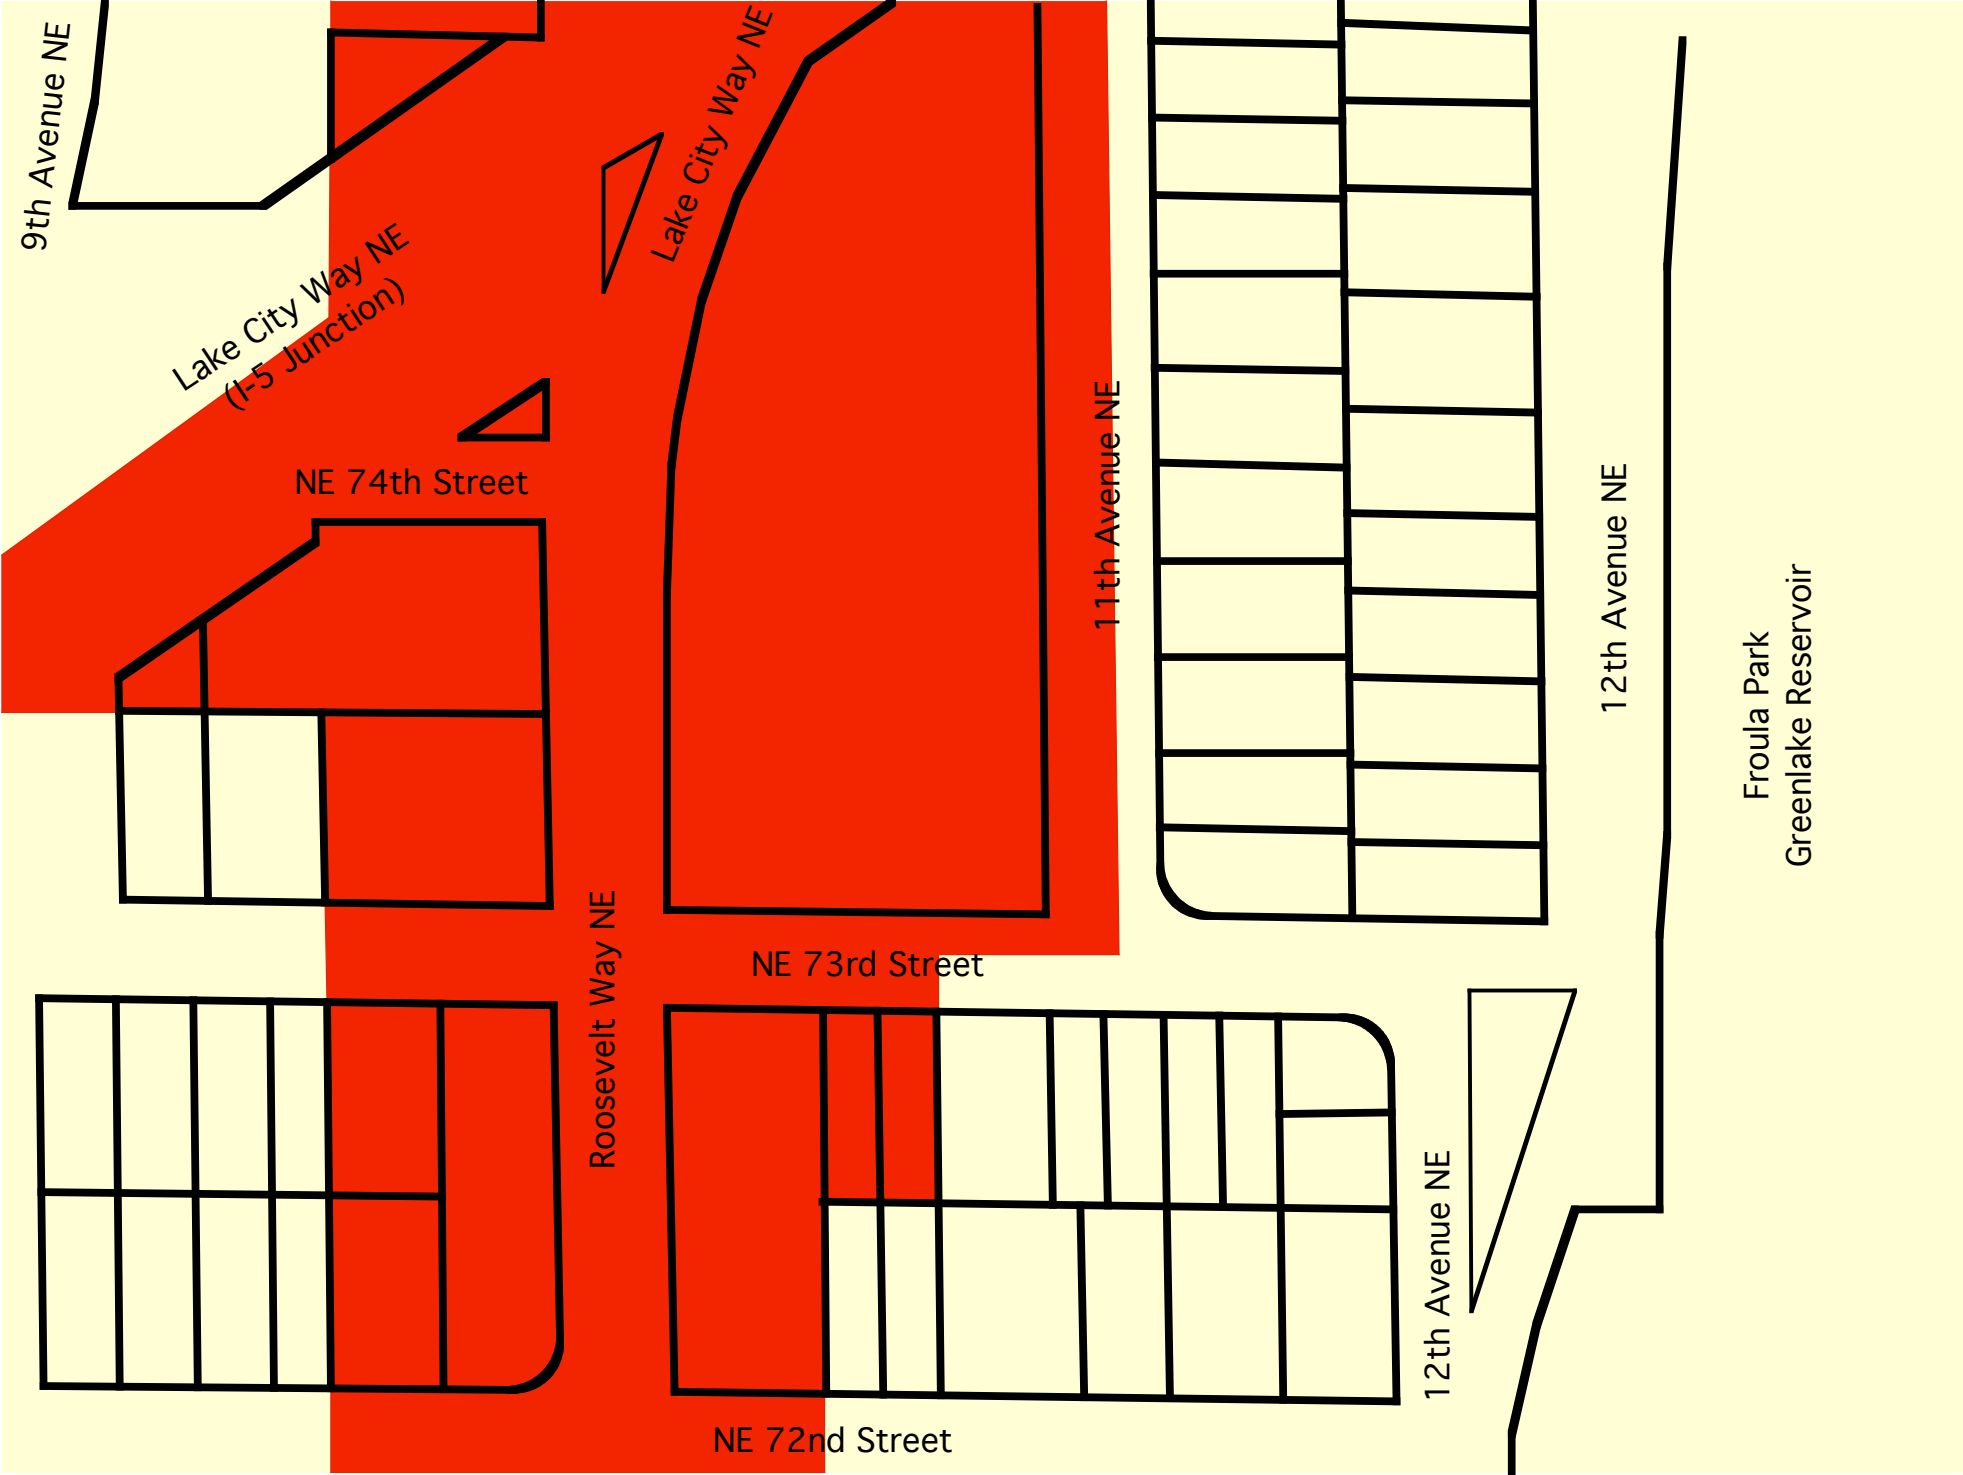 9th Avenue NE
Lake City Way NE
Lake City Way NE
(I-5 Junction)
NE 74th Street
11th Avenue NE
12th Avenue NE
Froula Park
Greenlake Reservoir
Roosevelt Way NE
NE 73rd Street
12th Avenue NE
NE 72nd Street